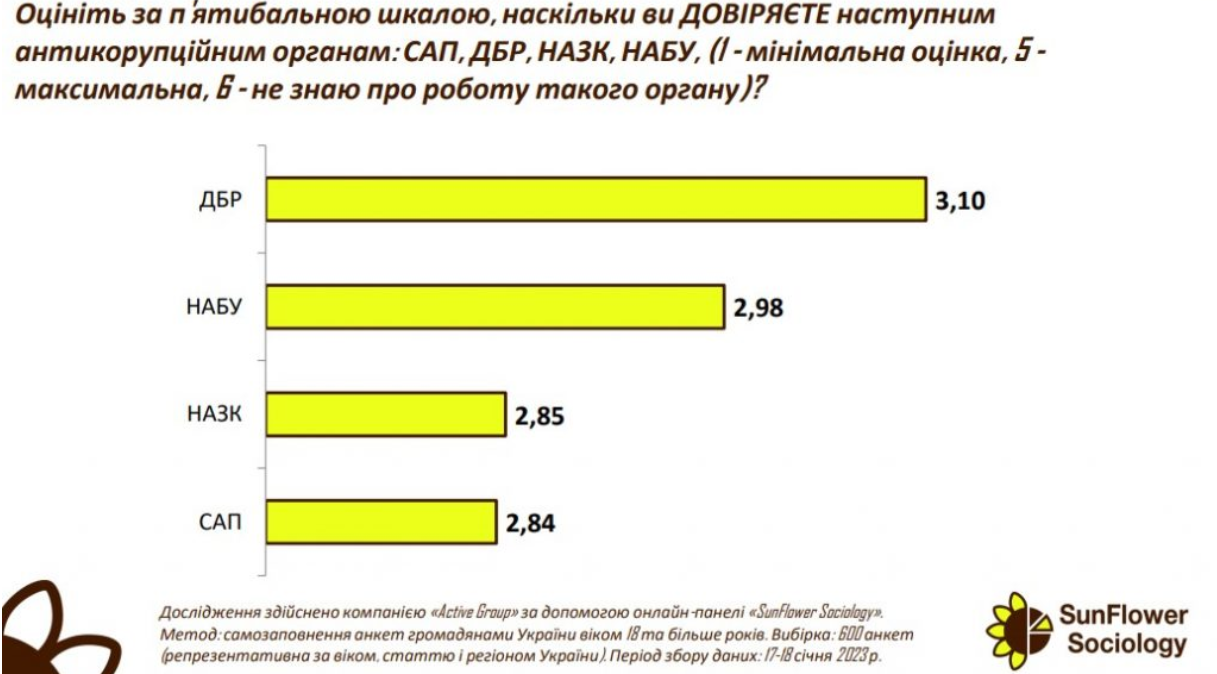 Оцініть за п'ятибальною шкалою, наскільки ви ДОВІРЯЄТЕ наступним
антикорупційним органам: САП, ДБР, НАЗК, НАБУ, (1 - мінімальна оцінка, 5 -
максимальна, 6 - не знаю про роботу такого органу)?
ДБР 3,10
НАБУ 2,98
НАЗК 2,85
САП 2,84
Дослідження здійснено компанією «Active Group» за допомогою онлайн-панелі «SunFlower Sociology».
Метод: самозаповнення анкет громадянами України віком 18 та більше років. Вибірка: 600 анкет
(репрезентативна за віком, статтю і регіоном України). Період збору даних: 17-18 січня 2023 р.
SunFlower
Sociology